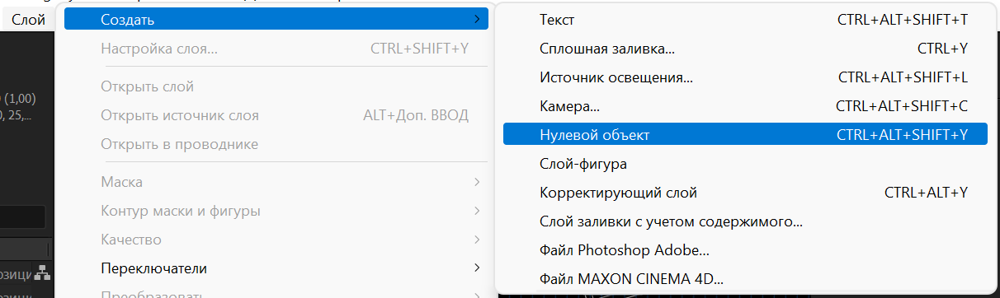 Слой
Создать
Настройка слоя... CTRL+SHIFT+Y
Открыть слой
Открыть источник слоя ALT+Доп. ВВОД
Открыть в проводнике
Маска
Контур маски и фигуры
Качество
Переключатели
Преобразовать
Текст CTRL+ALT+SHIFT+T
Сплошная заливка... CTRL+Y
Источник освещения... CTRL+ALT+SHIFT+L
Камера... CTRL+ALT+SHIFT+C
Нулевой объект CTRL+ALT+SHIFT+Y
Слой-фигура
Корректирующий слой CTRL+ALT+Y
Слой заливки с учетом содержимого...
Файл Photoshop Adobe...
Файл MAXON CINEMA 4D...
(1,00)
, 25,...